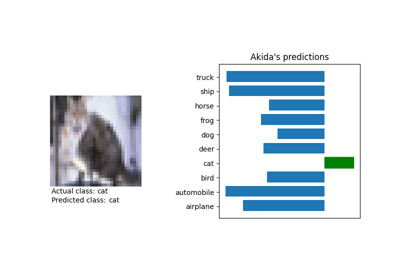 Akida's predictions
truck
ship
horse
frog
dog
deer
cat
bird
automobile
airplane
Actual class: cat
Predicted class: cat